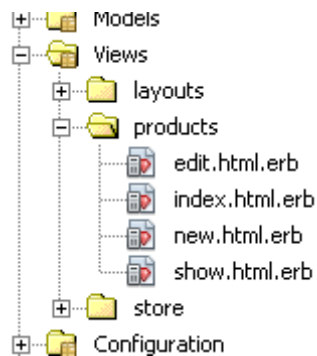 Models
Views
layouts
products
edit.html.erb
index.html.erb
new.html.erb
show.html.erb
store
Configuration